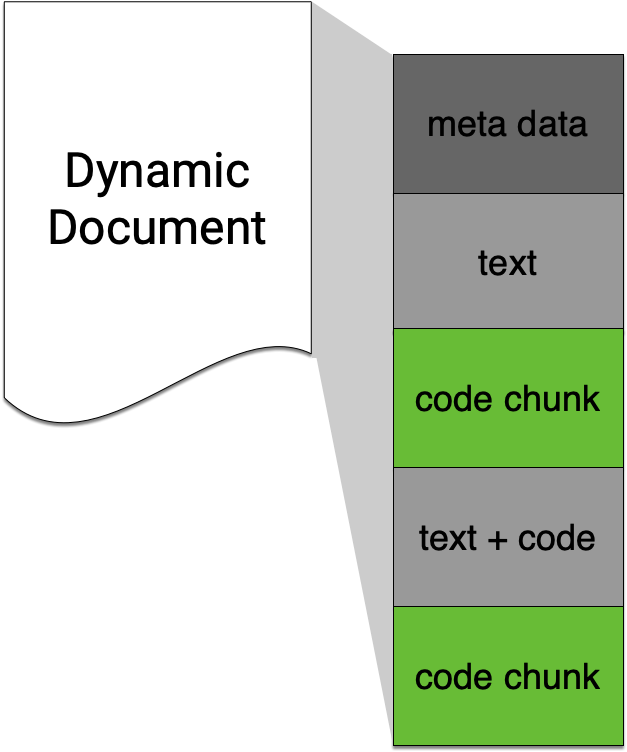 Dynamic
Document
meta data
text
code chunk
text + code
code chunk